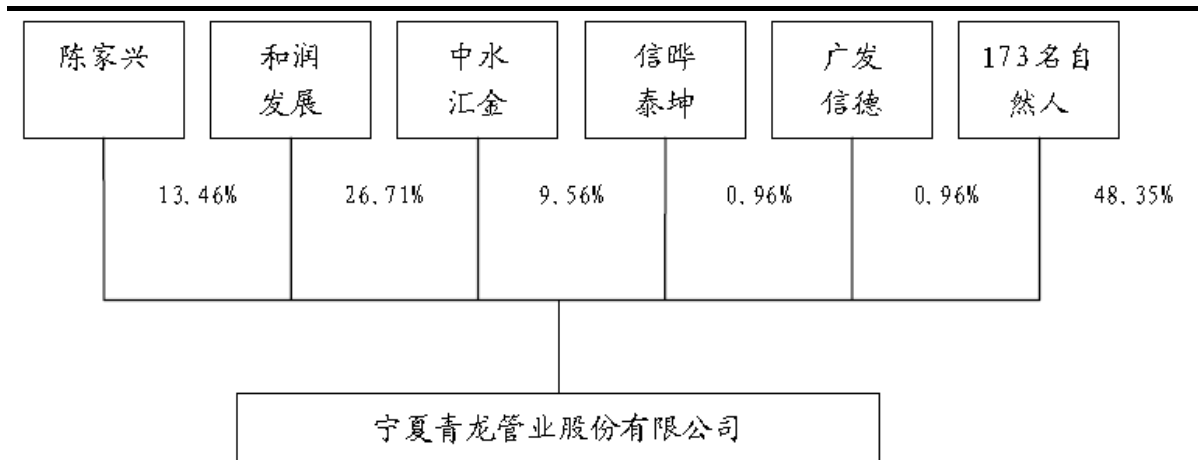 陈家兴
和润
发展
中水
汇金
信晔
泰坤
广发
信德
173名自
然人
13.46%
26.71%
9.56%
0.96%
0.96%
48.35%
宁夏青龙管业股份有限公司